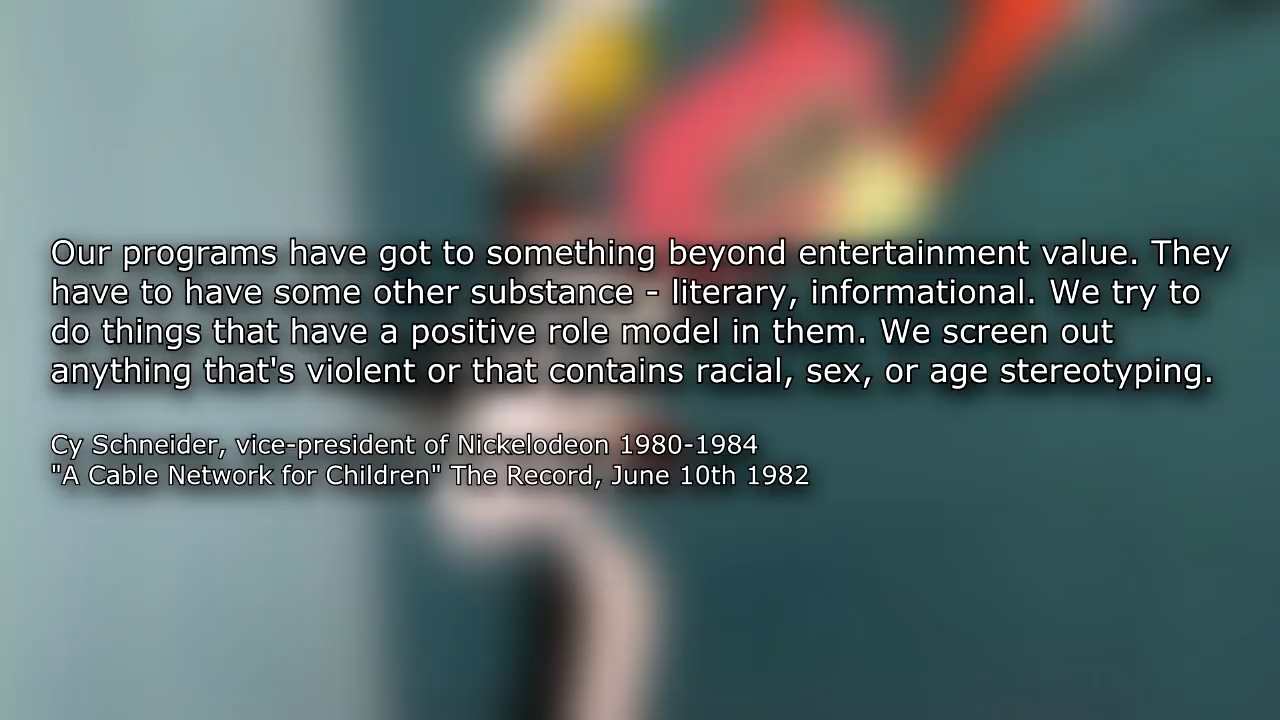 Our programs have got to something beyond entertainment value. They
have to have some other substance - literary, informational. We try to
do things that have a positive role model in them. We screen out
anything that's violent or that contains racial, sex, or age stereotyping.
Cy Schneider, vice-president of Nickelodeon 1980-1984
"A Cable Network for Children" The Record, June 10th 1982